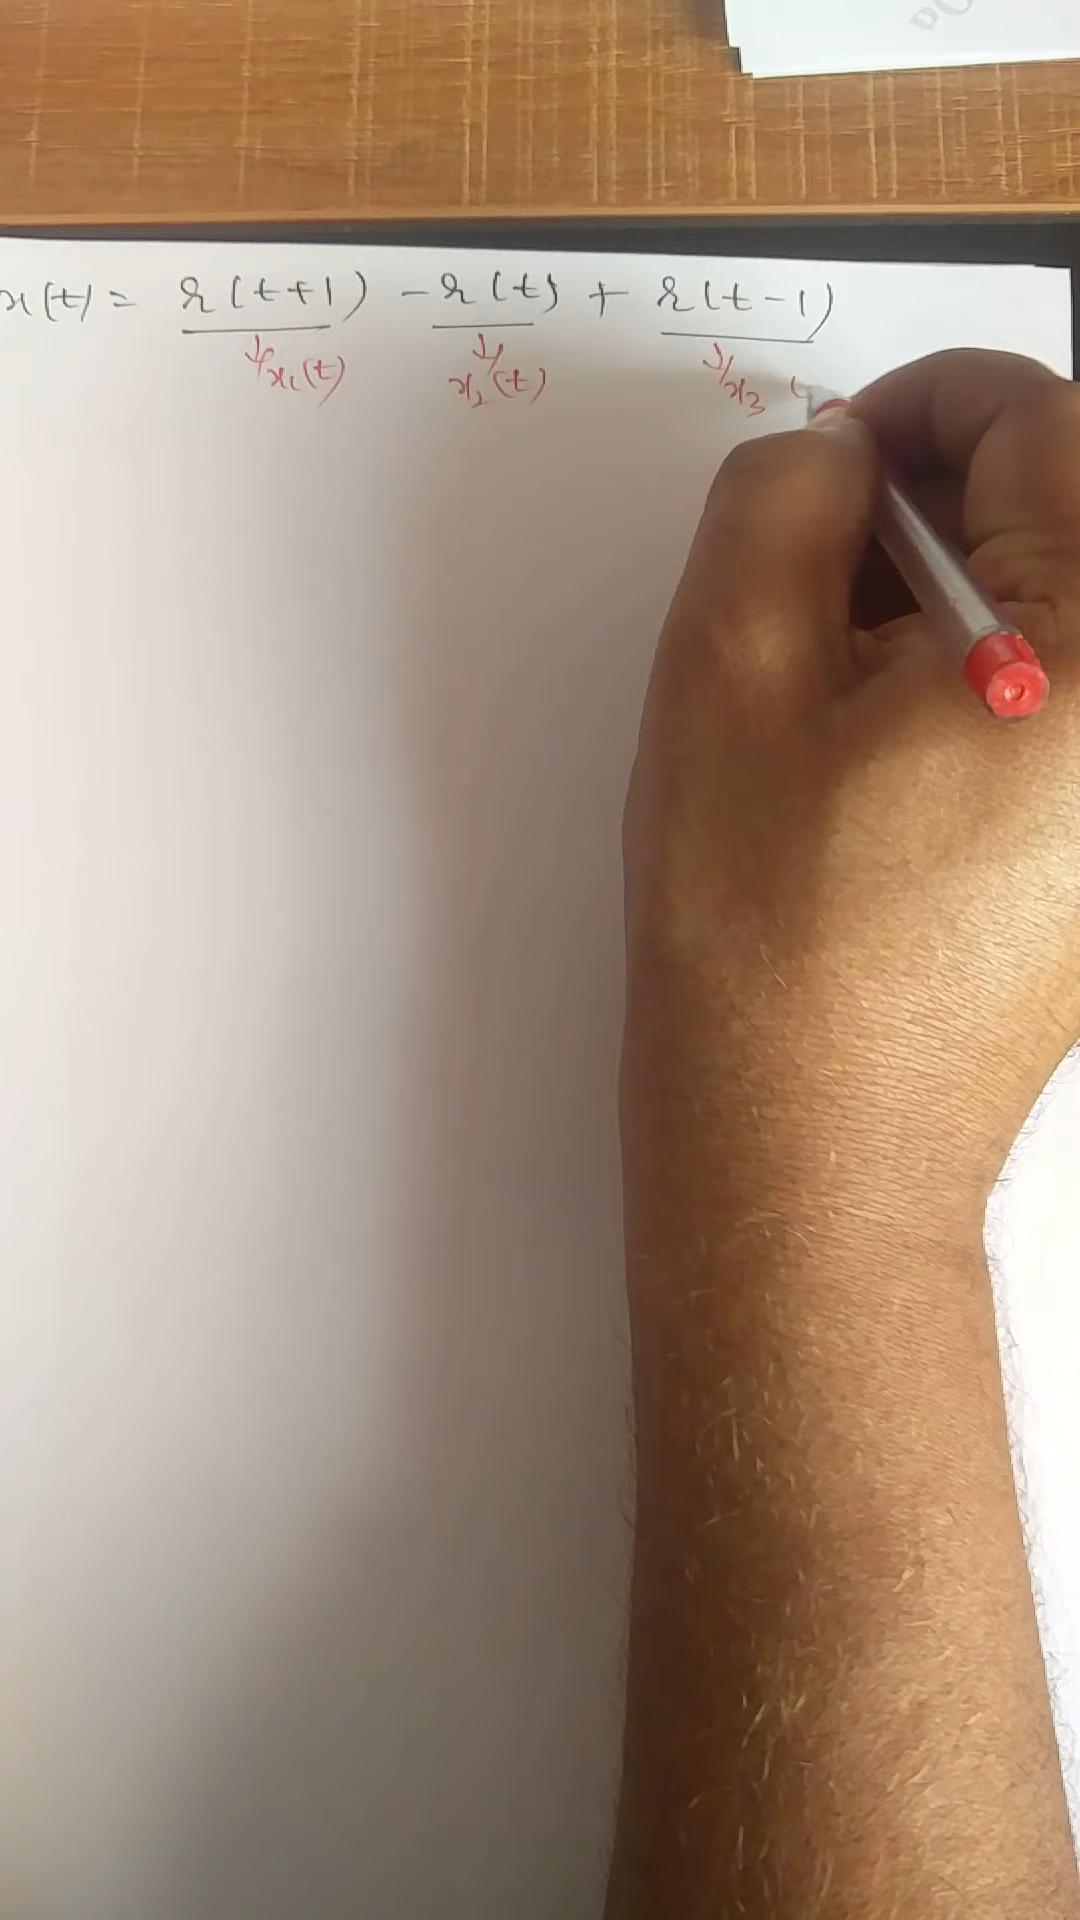 x(t) = r(t+1) - r(t) + r(t-1)
x₁(t) x₂(t) x₃ (